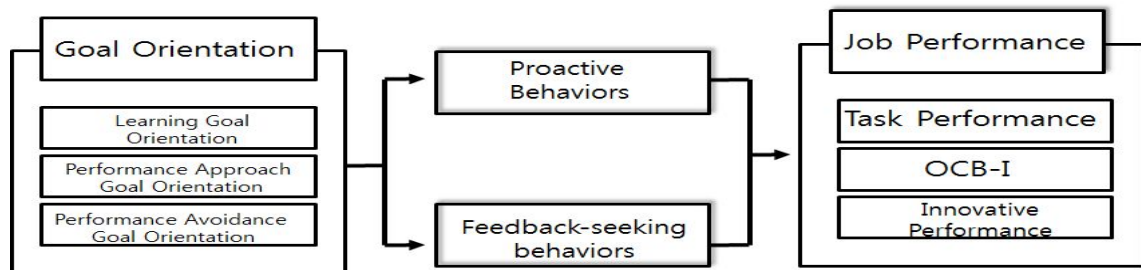 Goal Orientation
Learning Goal
Orientation
Performance Approach
Goal Orientation
Performance Avoidance
Goal Orientation
Proactive
Behaviors
Feedback-seeking
behaviors
Job Performance
Task Performance
OCB-I
Innovative
Performance